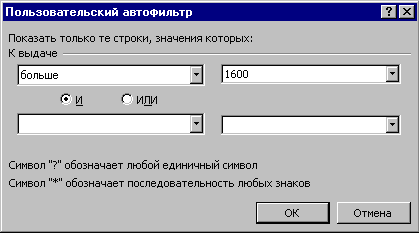 Пользовательский автофильтр
Показать только те строки, значения которых:
К выдаче
больше 1600
И ИЛИ
Символ "?" обозначает любой единичный символ
Символ "*" обозначает последовательность любых знаков
ОК Отмена